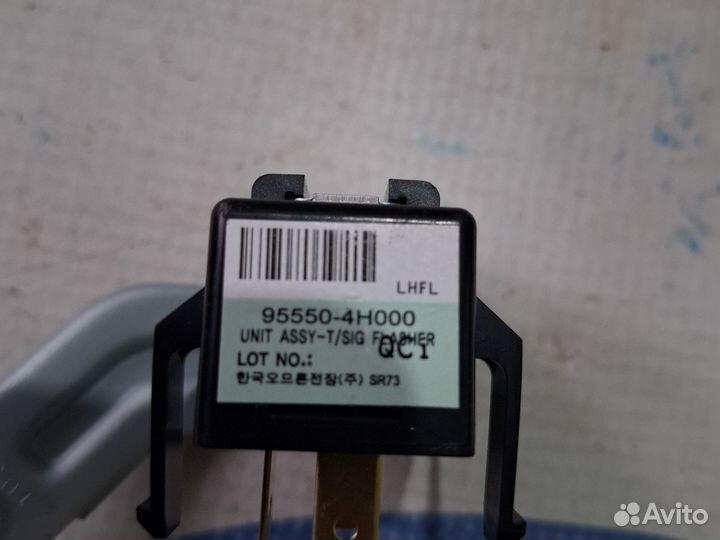 LHFL
95550-4H000
UNIT ASSY-T/SIG FLASHER
QC1
LOT NO.:
한국오므론전장(주) SR73
Avito